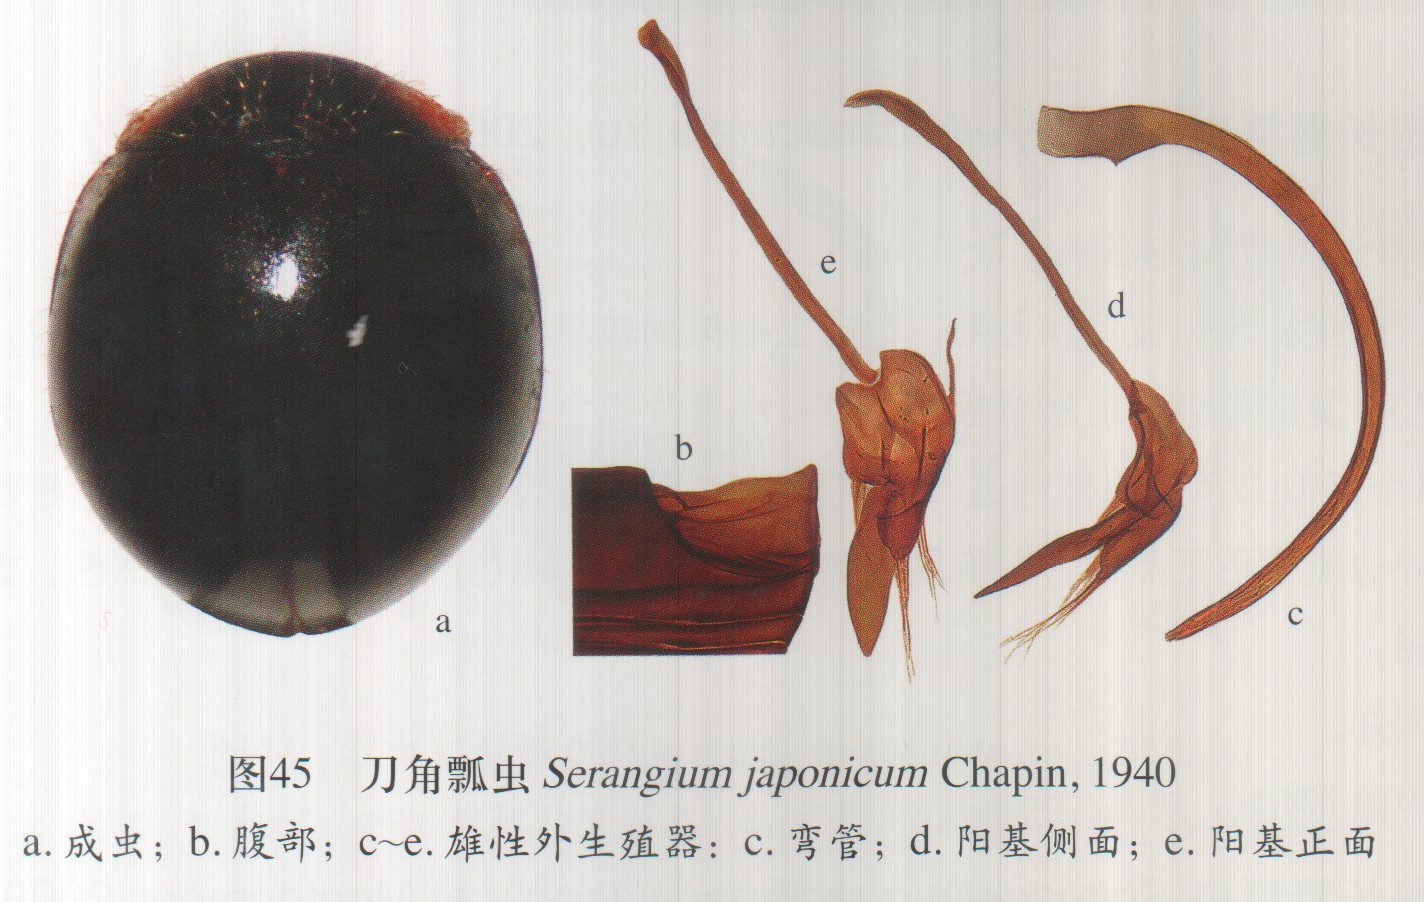 e
d
b
a
c
图45 刀角瓢虫 Serangium japonicum Chapin, 1940
a. 成虫；b. 腹部；c~e. 雄性外生殖器：c. 弯管；d. 阳基侧面；e. 阳基正面